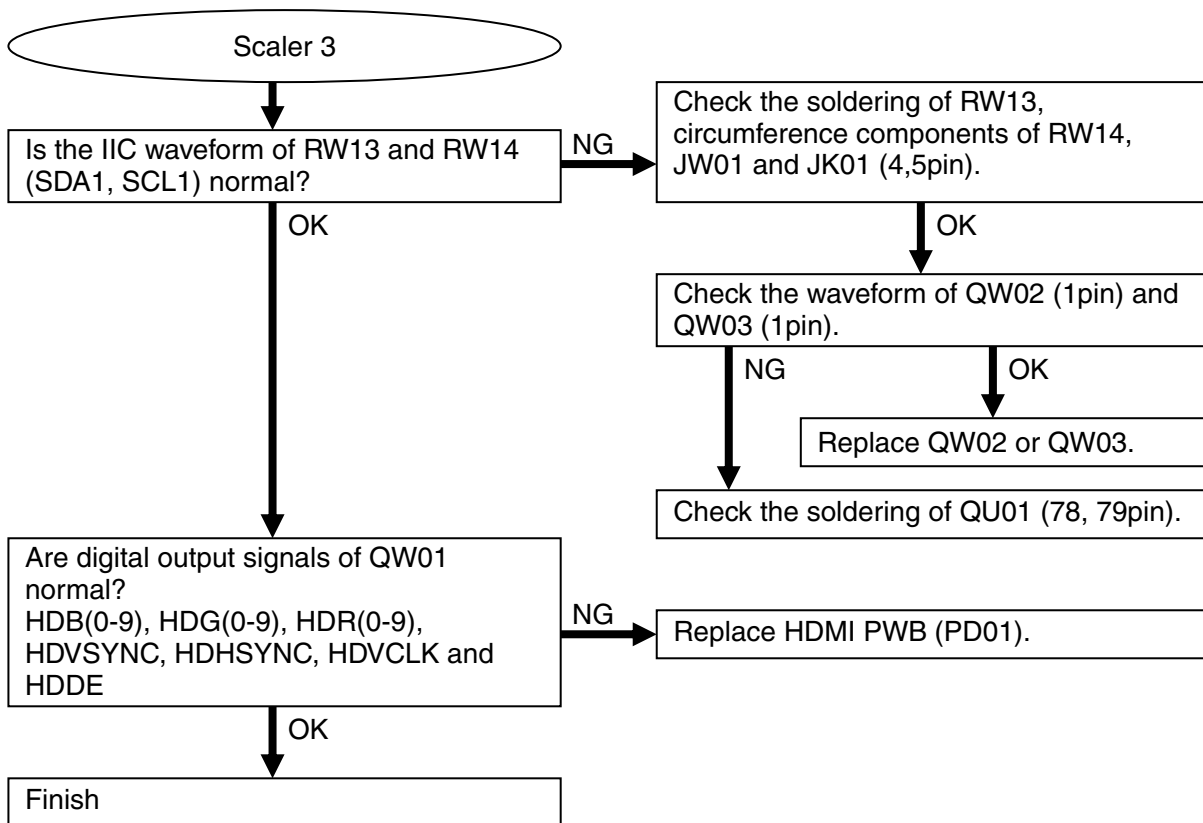 Scaler 3
Is the IIC waveform of RW13 and RW14
(SDA1, SCL1) normal?
NG
Check the soldering of RW13,
circumference components of RW14,
JW01 and JK01 (4,5pin).
OK
OK
Check the waveform of QW02 (1pin) and
QW03 (1pin).
NG
OK
Replace QW02 or QW03.
Check the soldering of QU01 (78, 79pin).
Are digital output signals of QW01
normal?
HDB(0-9), HDG(0-9), HDR(0-9),
HDVSYNC, HDHSYNC, HDVCLK and
HDDE
NG
Replace HDMI PWB (PD01).
OK
Finish